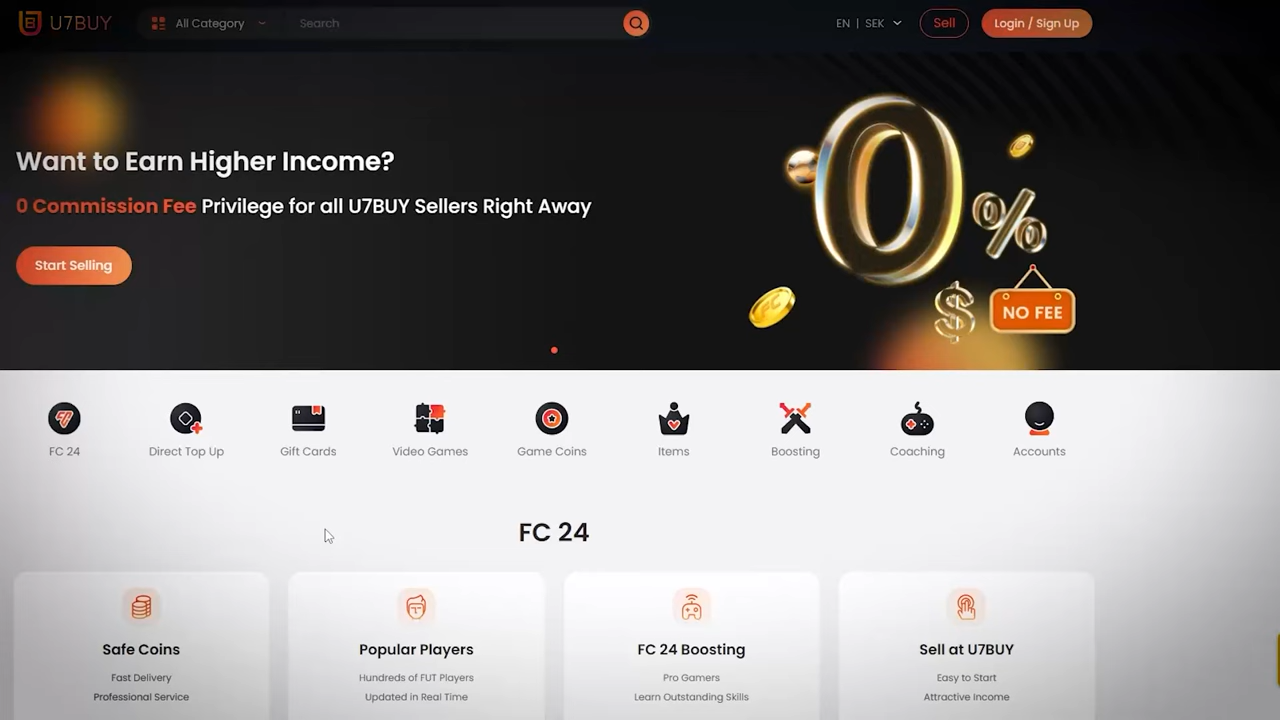 U7BUY
All Category
Search
EN | SEK
Sell
Login / Sign Up
Want to Earn Higher Income?
0 Commission Fee Privilege for all U7BUY Sellers Right Away
Start Selling
0%
$
NO FEE
FC
FC 24
Direct Top Up
Gift Cards
Video Games
Game Coins
Items
Boosting
Coaching
Accounts
FC 24
Safe Coins
Fast Delivery
Professional Service
Popular Players
Hundreds of FUT Players
Updated in Real Time
FC 24 Boosting
Pro Gamers
Learn Outstanding Skills
Sell at U7BUY
Easy to Start
Attractive Income